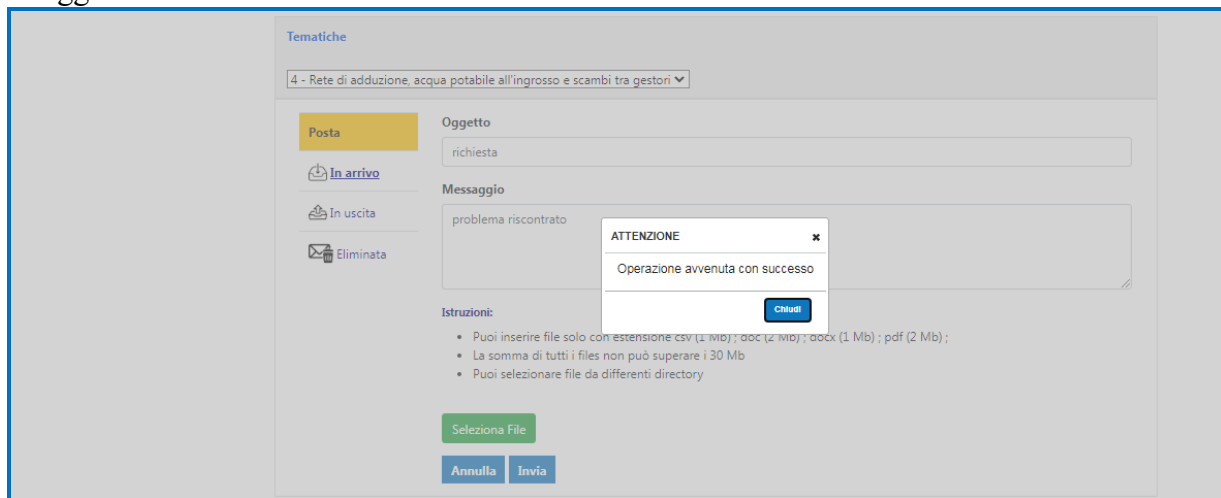 Tematiche
4 - Rete di adduzione, acqua potabile all'ingrosso e scambi tra gestori
Posta
In arrivo
In uscita
Eliminata
Oggetto
richiesta
Messaggio
problema riscontrato
ATTENZIONE
Operazione avvenuta con successo
Chiudi
Istruzioni:
Puoi inserire file solo con estensione csv (1 Mb) ; doc (2 Mb) ; docx (1 Mb) ; pdf (2 Mb) ;
La somma di tutti i files non può superare i 30 Mb
Puoi selezionare file da differenti directory
Seleziona File
Annulla Invia